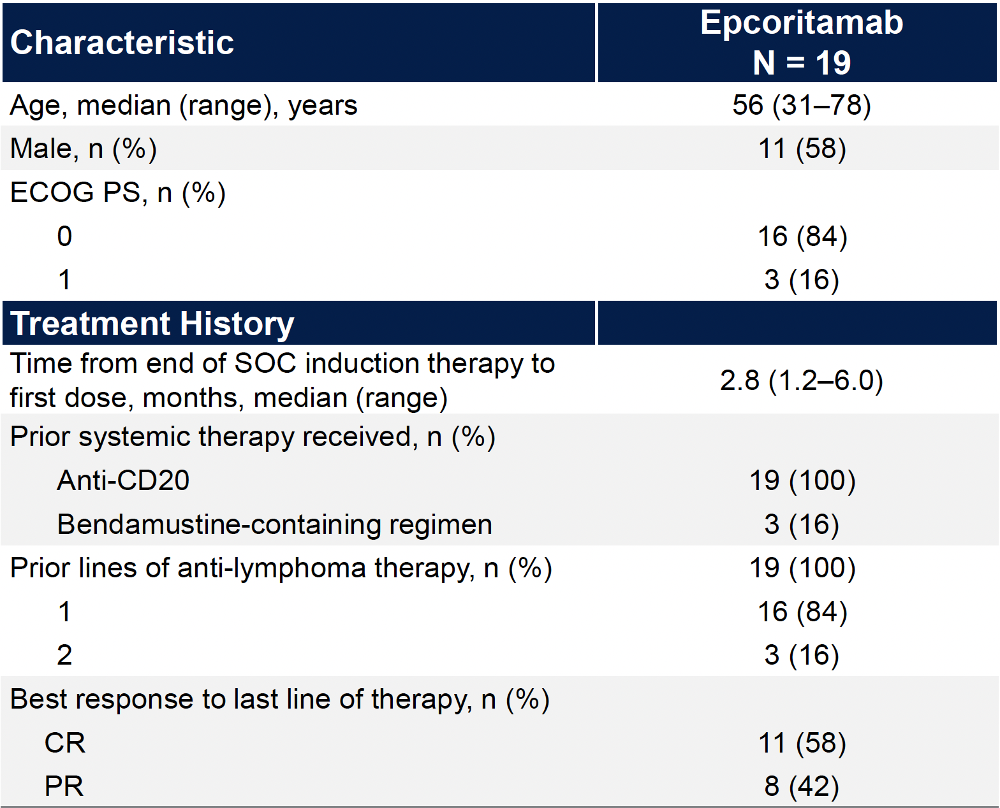 Characteristic
Epcoritamab
N = 19
Age, median (range), years 56 (31–78)
Male, n (%) 11 (58)
ECOG PS, n (%)
0 16 (84)
1 3 (16)
Treatment History
Time from end of SOC induction therapy to
first dose, months, median (range)
2.8 (1.2–6.0)
Prior systemic therapy received, n (%)
Anti-CD20 19 (100)
Bendamustine-containing regimen 3 (16)
Prior lines of anti-lymphoma therapy, n (%) 19 (100)
1 16 (84)
2 3 (16)
Best response to last line of therapy, n (%)
CR 11 (58)
PR 8 (42)